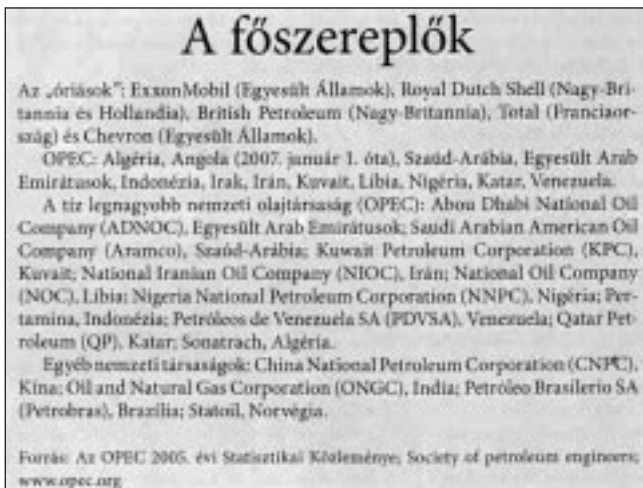 A főszereplők
Az „óriások": ExxonMobil (Egyesült Államok), Royal Dutch Shell (Nagy-Bri-
tannia és Hollandia), British Petroleum (Nagy-Britannia), Total (Franciaor-
szág) és Chevron (Egyesült Államok).
OPEC: Algéria, Angola (2007. január 1. óta), Szaúd-Arábia, Egyesült Arab
Emirátusok, Indonézia, Irak, Irán, Kuvait, Líbia, Nigéria, Katar, Venezuela.
A tíz legnagyobb nemzeti olajtársaság (OPEC): Abou Dhabi National Oil
Company (ADNOC), Egyesült Arab Emirátusok; Saudi Arabian American Oil
Company (Aramco), Szaúd-Arábia; Kuwait Petroleum Corporation (KPC),
Kuvait; National Iranian Oil Company (NIOC), Irán; National Oil Company
(NOC), Líbia; Nigeria National Petroleum Corporation (NNPC), Nigéria; Per-
tamina, Indonézia; Petróleos de Venezuela SA (PDVSA), Venezuela; Qatar Pet-
roleum (QP), Katar; Sonatrach, Algéria.
Egyéb nemzeti társaságok: China National Petroleum Corporation (CNPC),
Kína; Oil and Natural Gas Corporation (ONGC), India; Petróleo Brasilerio SA
(Petrobras), Brazília; Statoil, Norvégia.
Forrás: Az OPEC 2005. évi Statisztikai Közleménye; Society of petroleum engineers;
www.opec.org